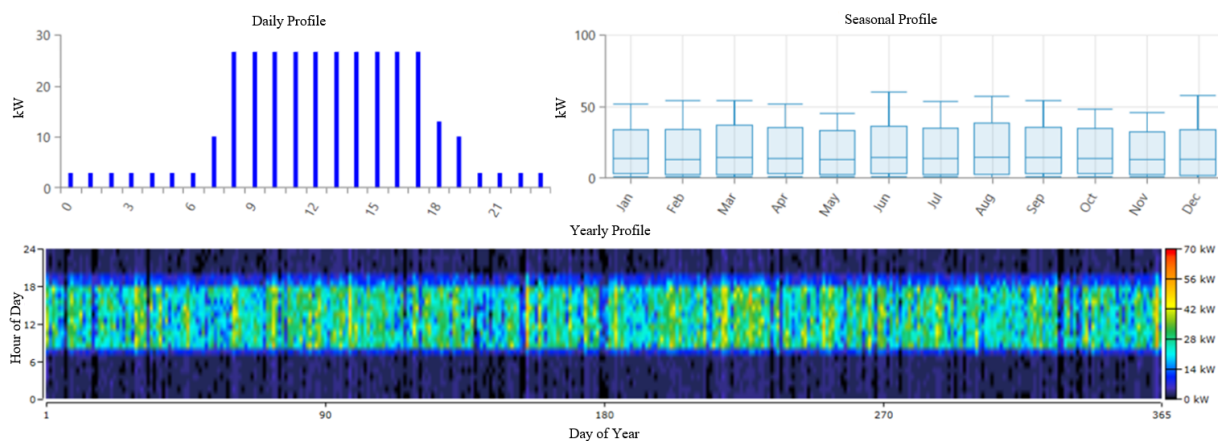 Daily Profile
30
20
10
0
kW
0 3 6 9 12 15 18 21
Seasonal Profile
100
50
0
kW
Jan Feb Mar Apr May Jun Jul Aug Sep Oct Nov Dec
Yearly Profile
24
18
12
6
0
Hour of Day
1 90 180 270 365
Day of Year
70 kW
56 kW
42 kW
28 kW
14 kW
0 kW